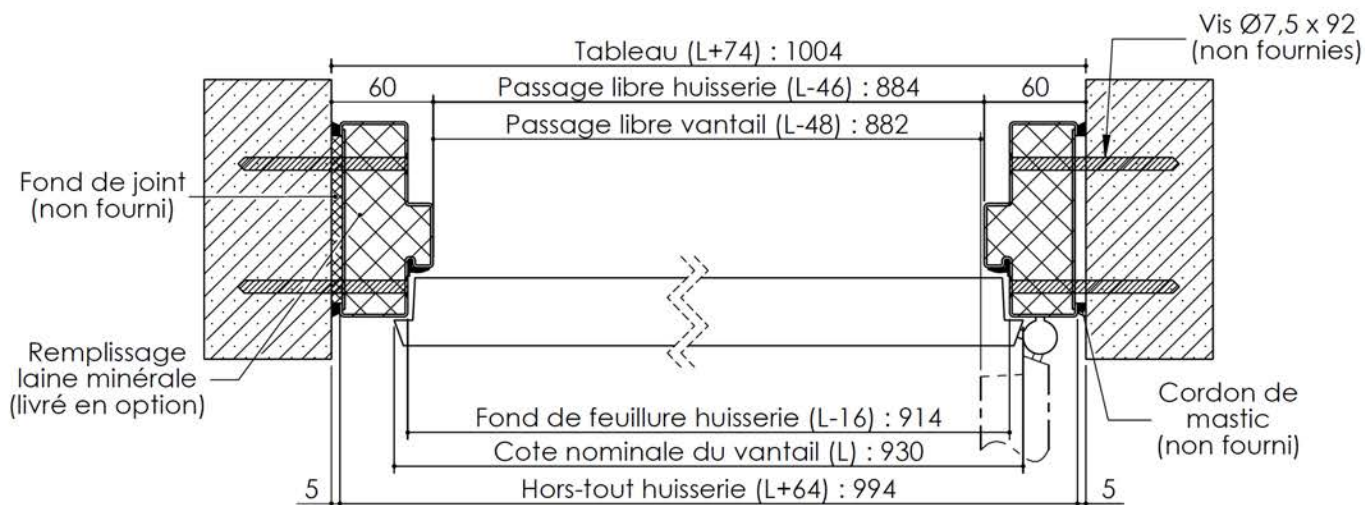 Vis Ø7,5 x 92
(non fournies)
Tableau (L+74) : 1004
60
Passage libre huisserie (L-46) : 884
60
Passage libre vantail (L-48) : 882
Fond de joint
(non fourni)
Remplissage
laine minérale
(livré en option)
Cordon de
mastic
(non fourni)
Fond de feuillure huisserie (L-16) : 914
Cote nominale du vantail (L) : 930
5
Hors-tout huisserie (L+64) : 994
5